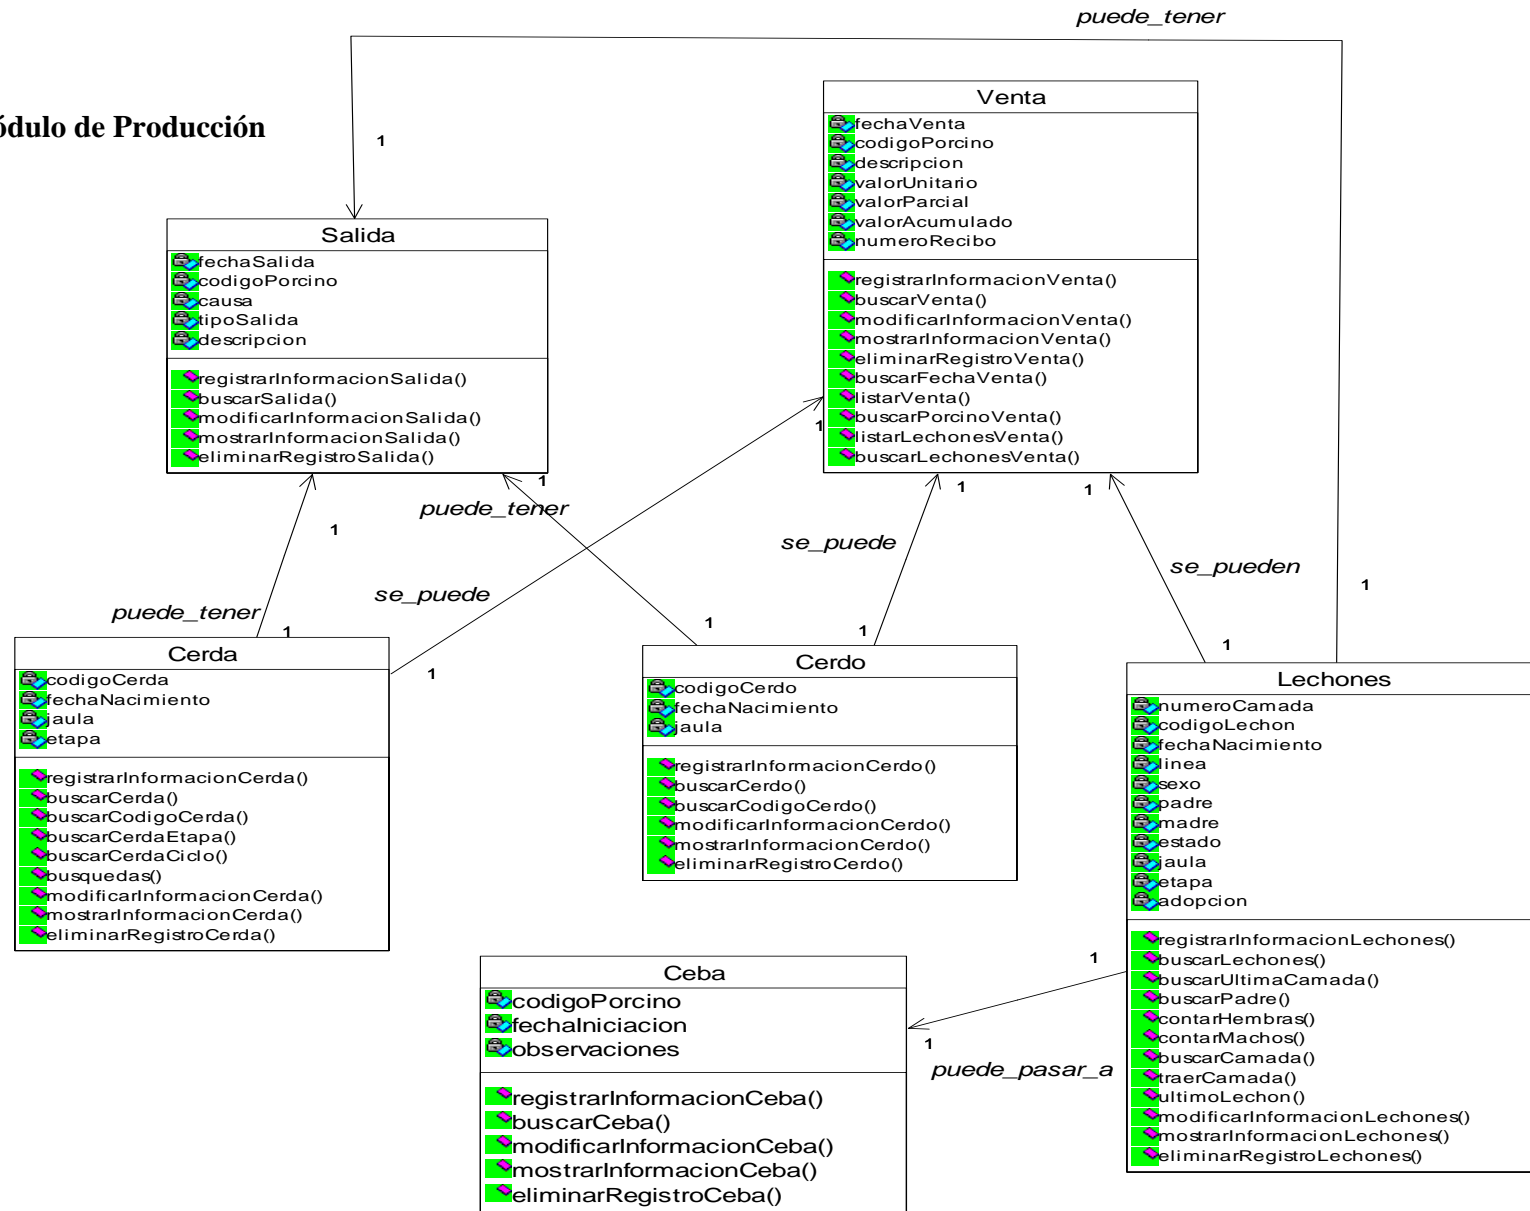 puede_tener
ódulo de Producción
1
Venta
fechaVenta
codigoPorcino
descripcion
valorUnitario
valorParcial
valorAcumulado
numeroRecibo
registrarInformacionVenta()
buscarVenta()
modificarInformacionVenta()
mostrarInformacionVenta()
eliminarRegistroVenta()
buscarFechaVenta()
listarVenta()
buscarPorcinoVenta()
listarLechonesVenta()
buscarLechonesVenta()
Salida
fechaSalida
codigoPorcino
causa
tipoSalida
descripcion
registrarInformacionSalida()
buscarSalida()
modificarInformacionSalida()
mostrarInformacionSalida()
eliminarRegistroSalida()
1
1
1
1
puede_tener
1
se_puede
se_pueden
puede_tener
se_puede
1
1
1
1
1
1
1
Cerda
codigoCerda
fechaNacimiento
jaula
etapa
registrarInformacionCerda()
buscarCerda()
buscarCodigoCerda()
buscarCerdaEtapa()
buscarCerdaCiclo()
busquedas()
modificarInformacionCerda()
mostrarInformacionCerda()
eliminarRegistroCerda()
Cerdo
codigoCerdo
fechaNacimiento
jaula
registrarInformacionCerdo()
buscarCerdo()
buscarCodigoCerdo()
modificarInformacionCerdo()
mostrarInformacionCerdo()
eliminarRegistroCerdo()
Lechones
numeroCamada
codigoLechon
fechaNacimiento
linea
sexo
padre
madre
estado
jaula
etapa
adopcion
registrarInformacionLechones()
buscarLechones()
buscarUltimaCamada()
buscarPadre()
contarHembras()
contarMachos()
buscarCamada()
traerCamada()
ultimoLechon()
modificarInformacionLechones()
mostrarInformacionLechones()
eliminarRegistroLechones()
1
1
puede_pasar_a
Ceba
codigoPorcino
fechaIniciacion
observaciones
registrarInformacionCeba()
buscarCeba()
modificarInformacionCeba()
mostrarInformacionCeba()
eliminarRegistroCeba()